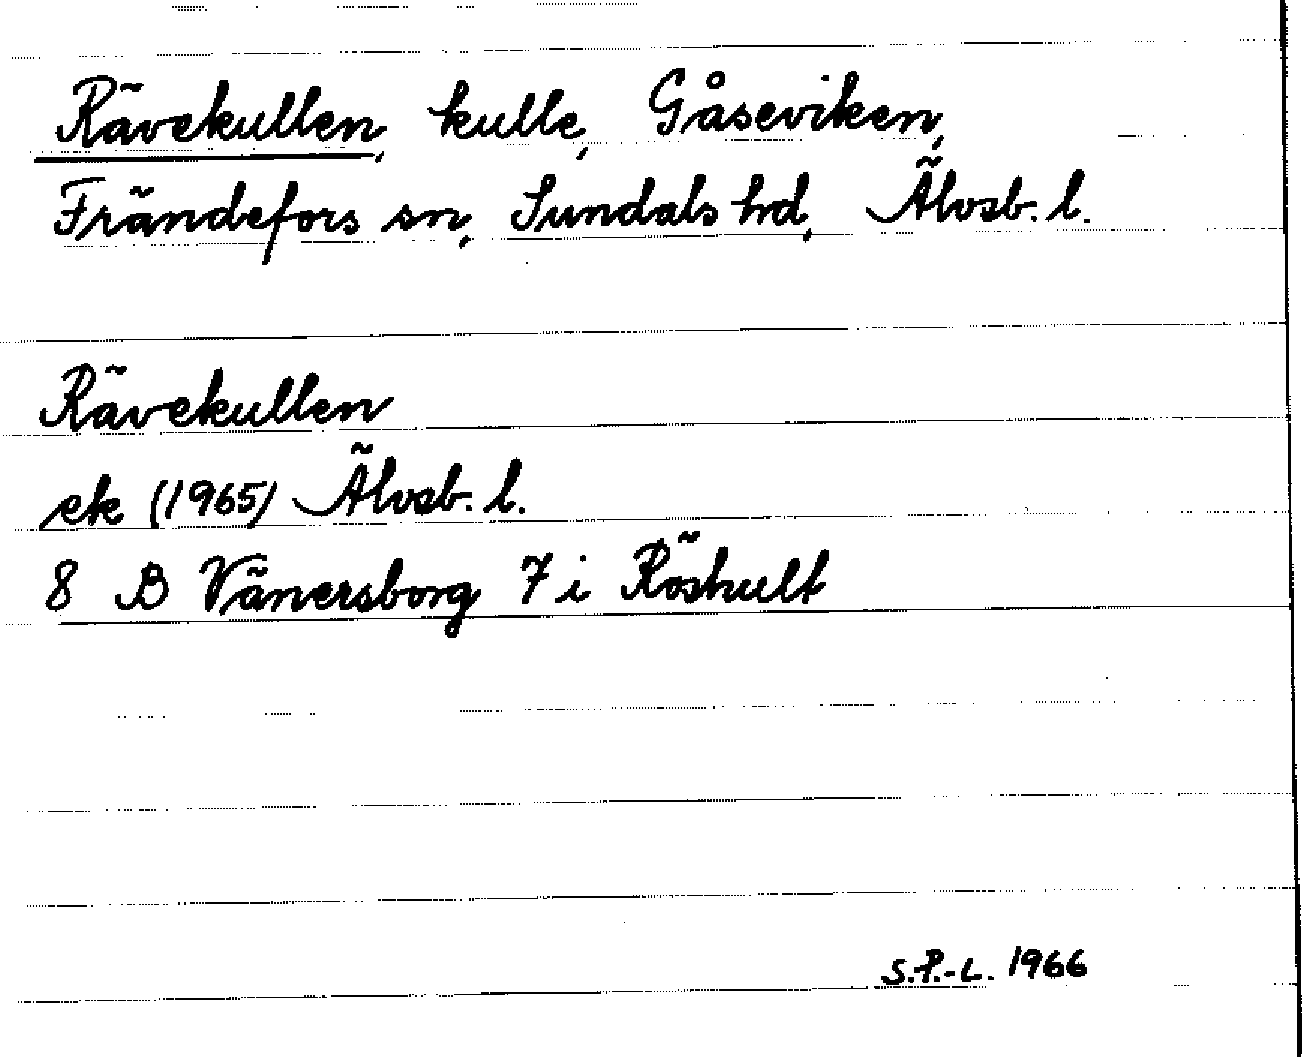 Rävekullen, kulle, Gåseviken,
Frändefors sn, Sundals hd, Älvsb. l.
Rävekullen
ek (1965) Älvsb. l.
8 B Vänersborg 7 i Röshult
S.P.-L. 1966